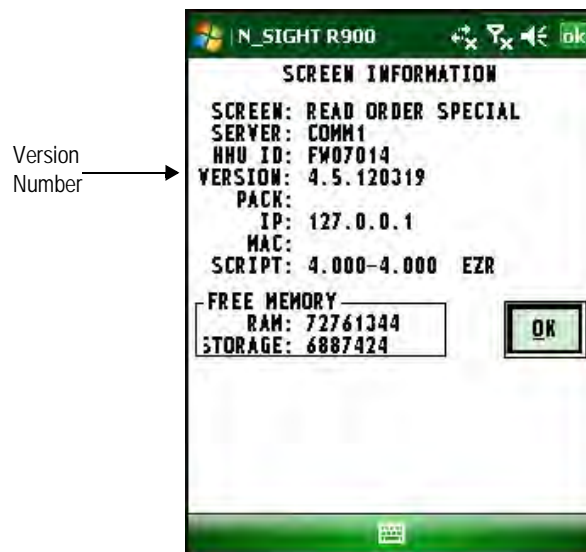 N_SIGHT R900 ok
SCREEN INFORMATION
SCREEN: READ ORDER SPECIAL
SERVER: COMM1
HHU ID: FW07014
Version Number
VERSION: 4.5.120319
PACK:
IP: 127.0.0.1
MAC:
SCRIPT: 4.000-4.000 EZR
FREE MEMORY
RAM: 72761344
STORAGE: 6887424
OK